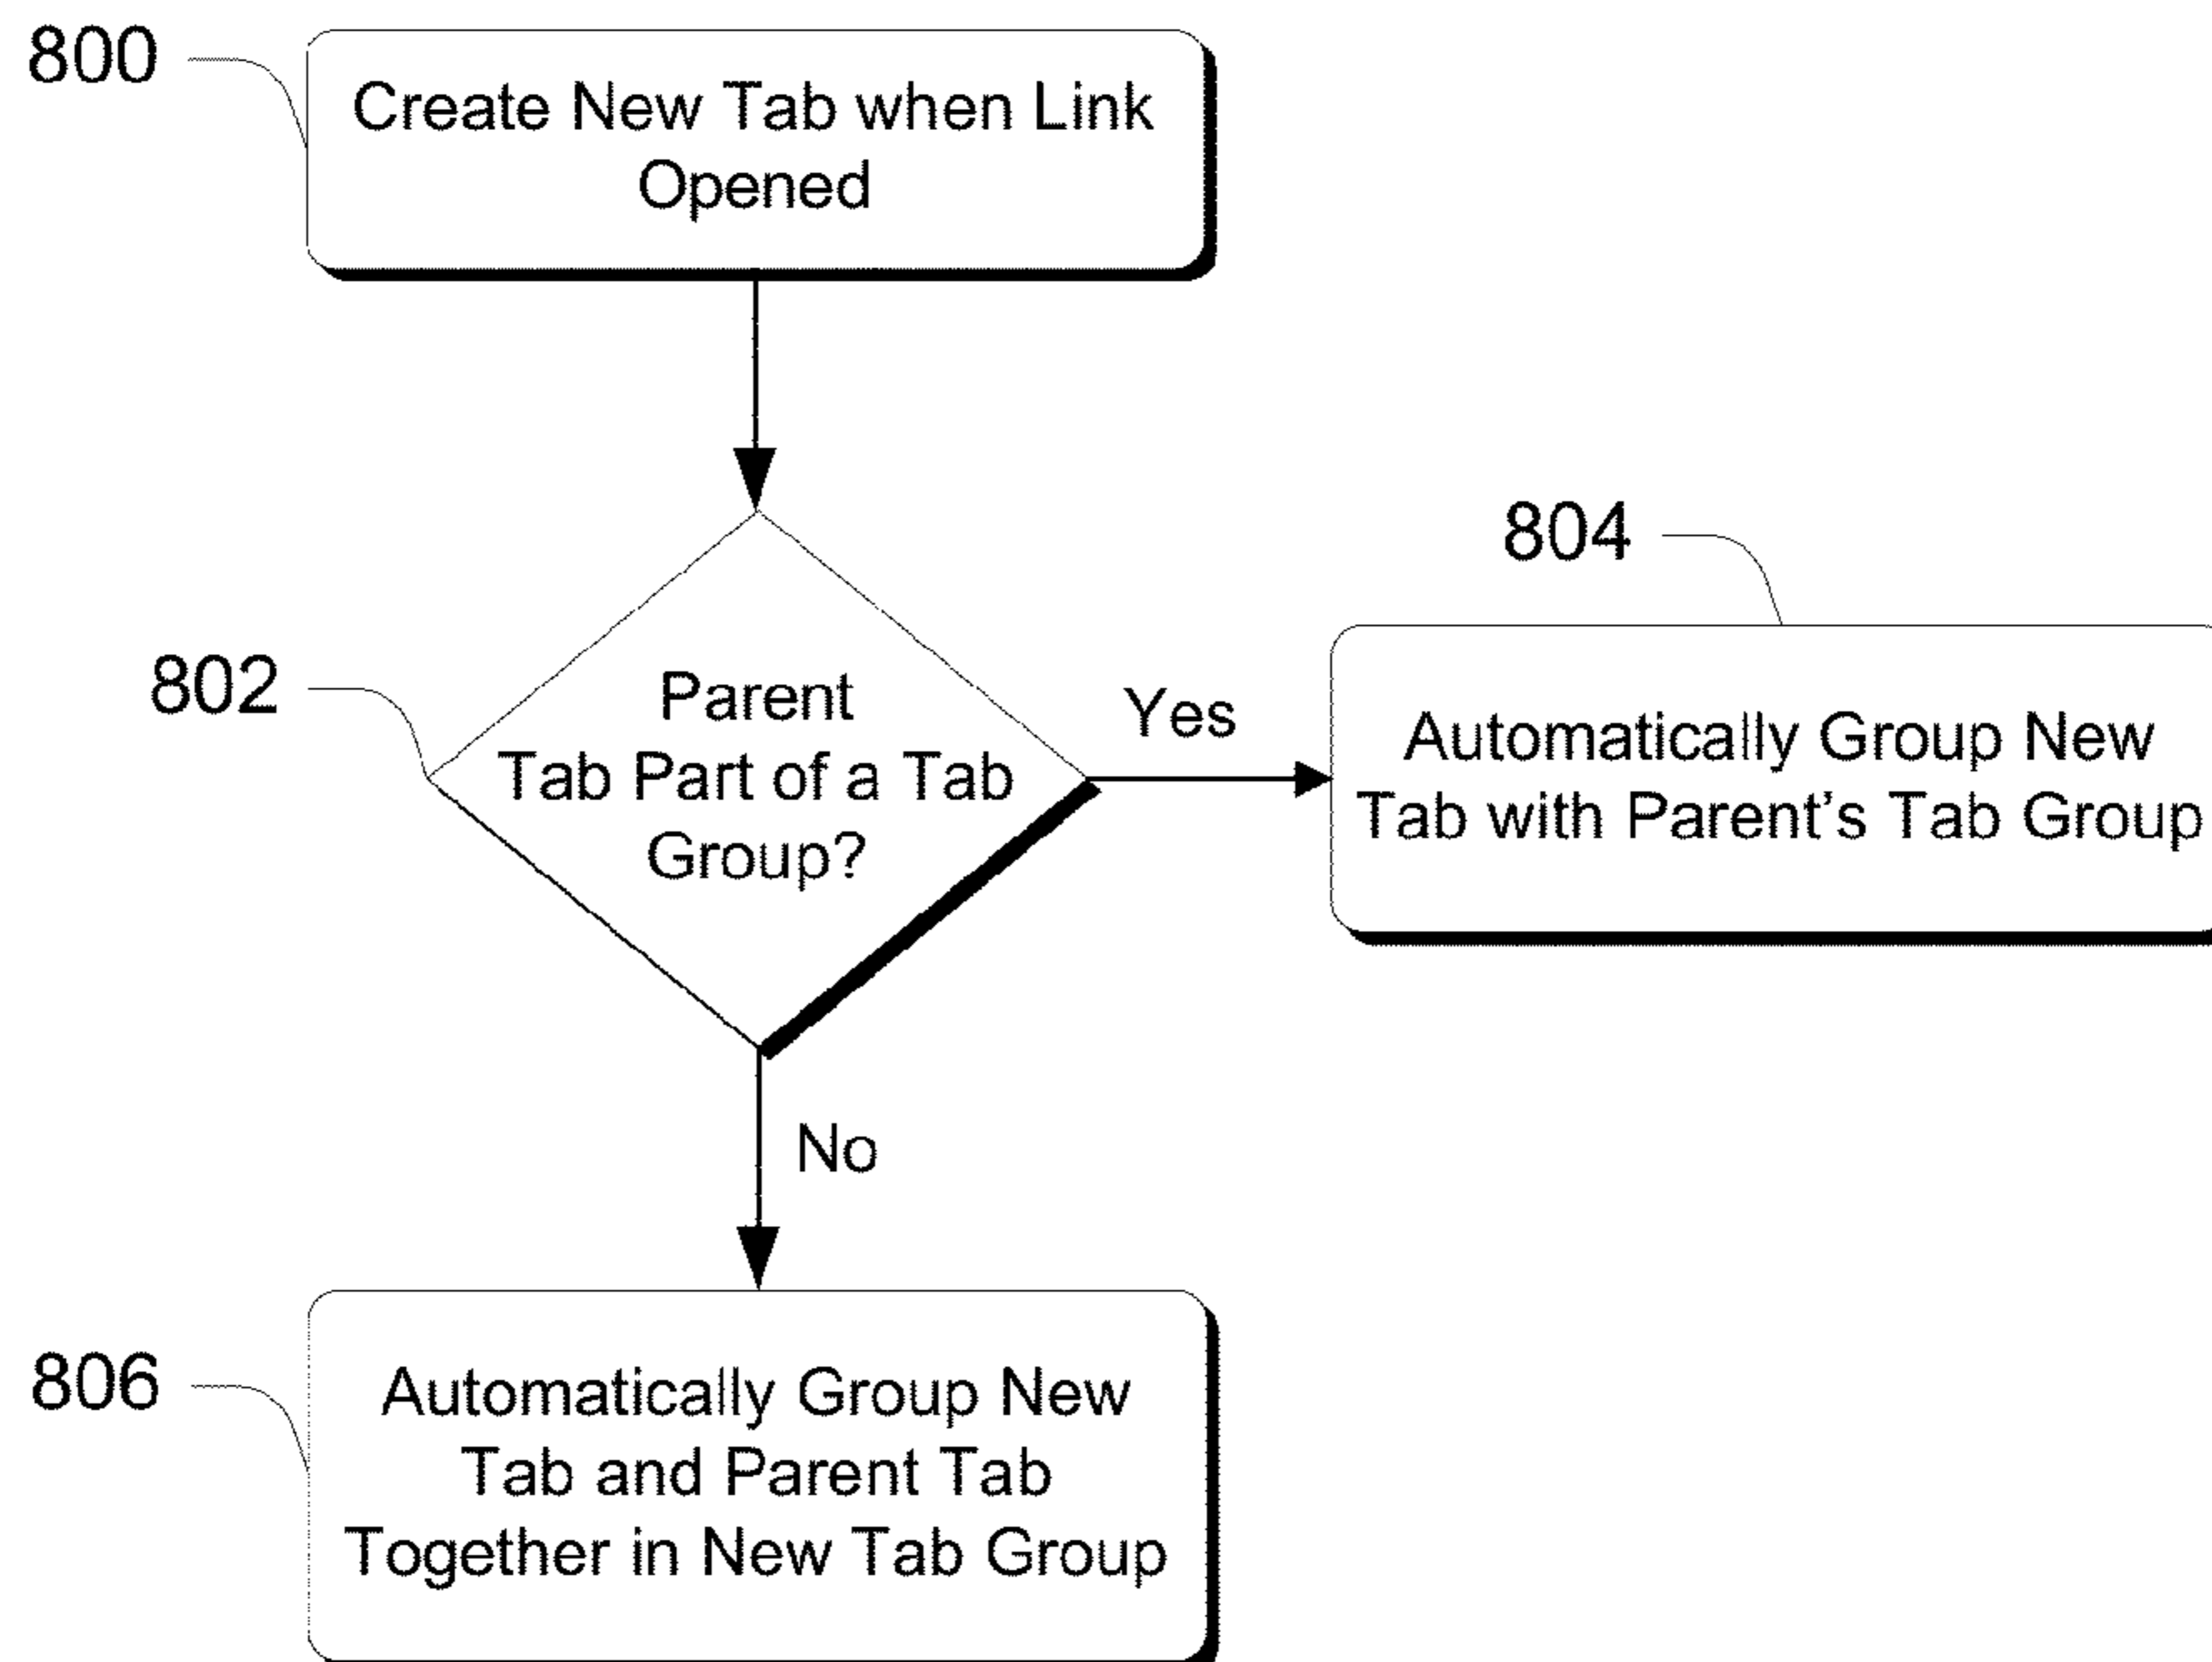 800
Create New Tab when Link
Opened
802
Parent
Tab Part of a Tab
Group?
Yes
804
Automatically Group New
Tab with Parent's Tab Group
No
806
Automatically Group New
Tab and Parent Tab
Together in New Tab Group